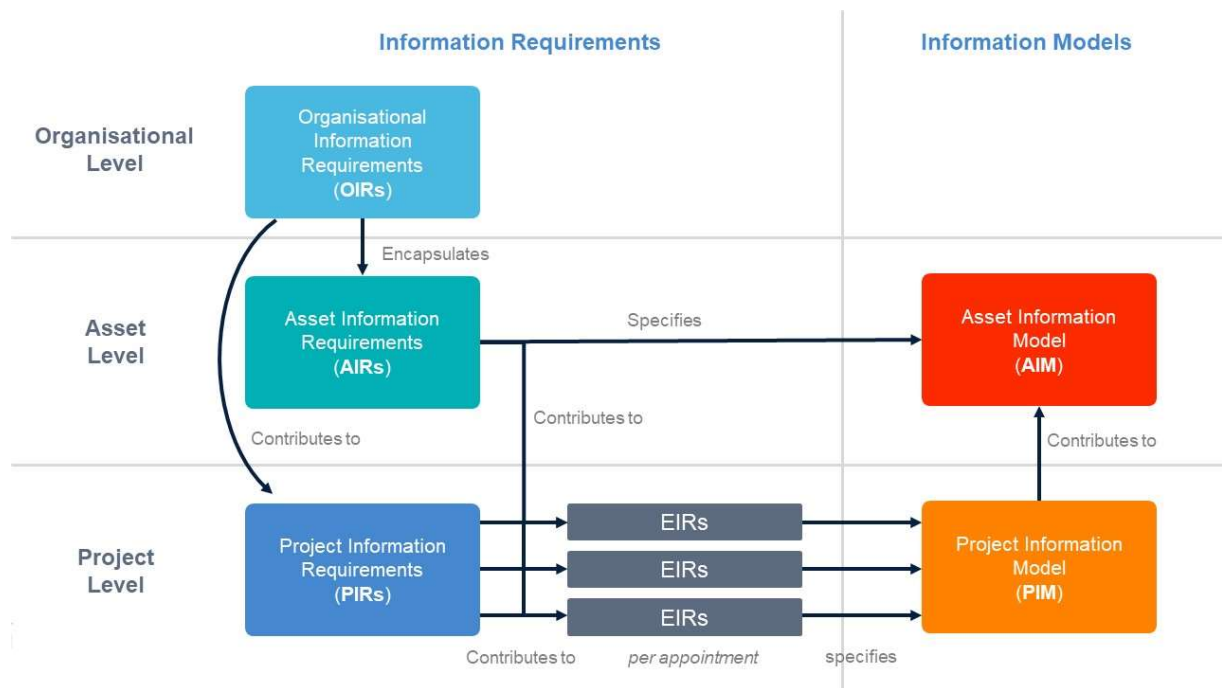 Information Requirements
Information Models
Organisational
Level
Organisational
Information
Requirements
(OIRs)
Encapsulates
Asset
Level
Asset Information
Requirements
(AIRs)
Specifies
Asset Information
Model
(AIM)
Contributes to
Contributes to
Contributes to
Project
Level
Project Information
Requirements
(PIRs)
EIRs
EIRs
EIRs
Project Information
Model
(PIM)
Contributes to
per appointment
specifies